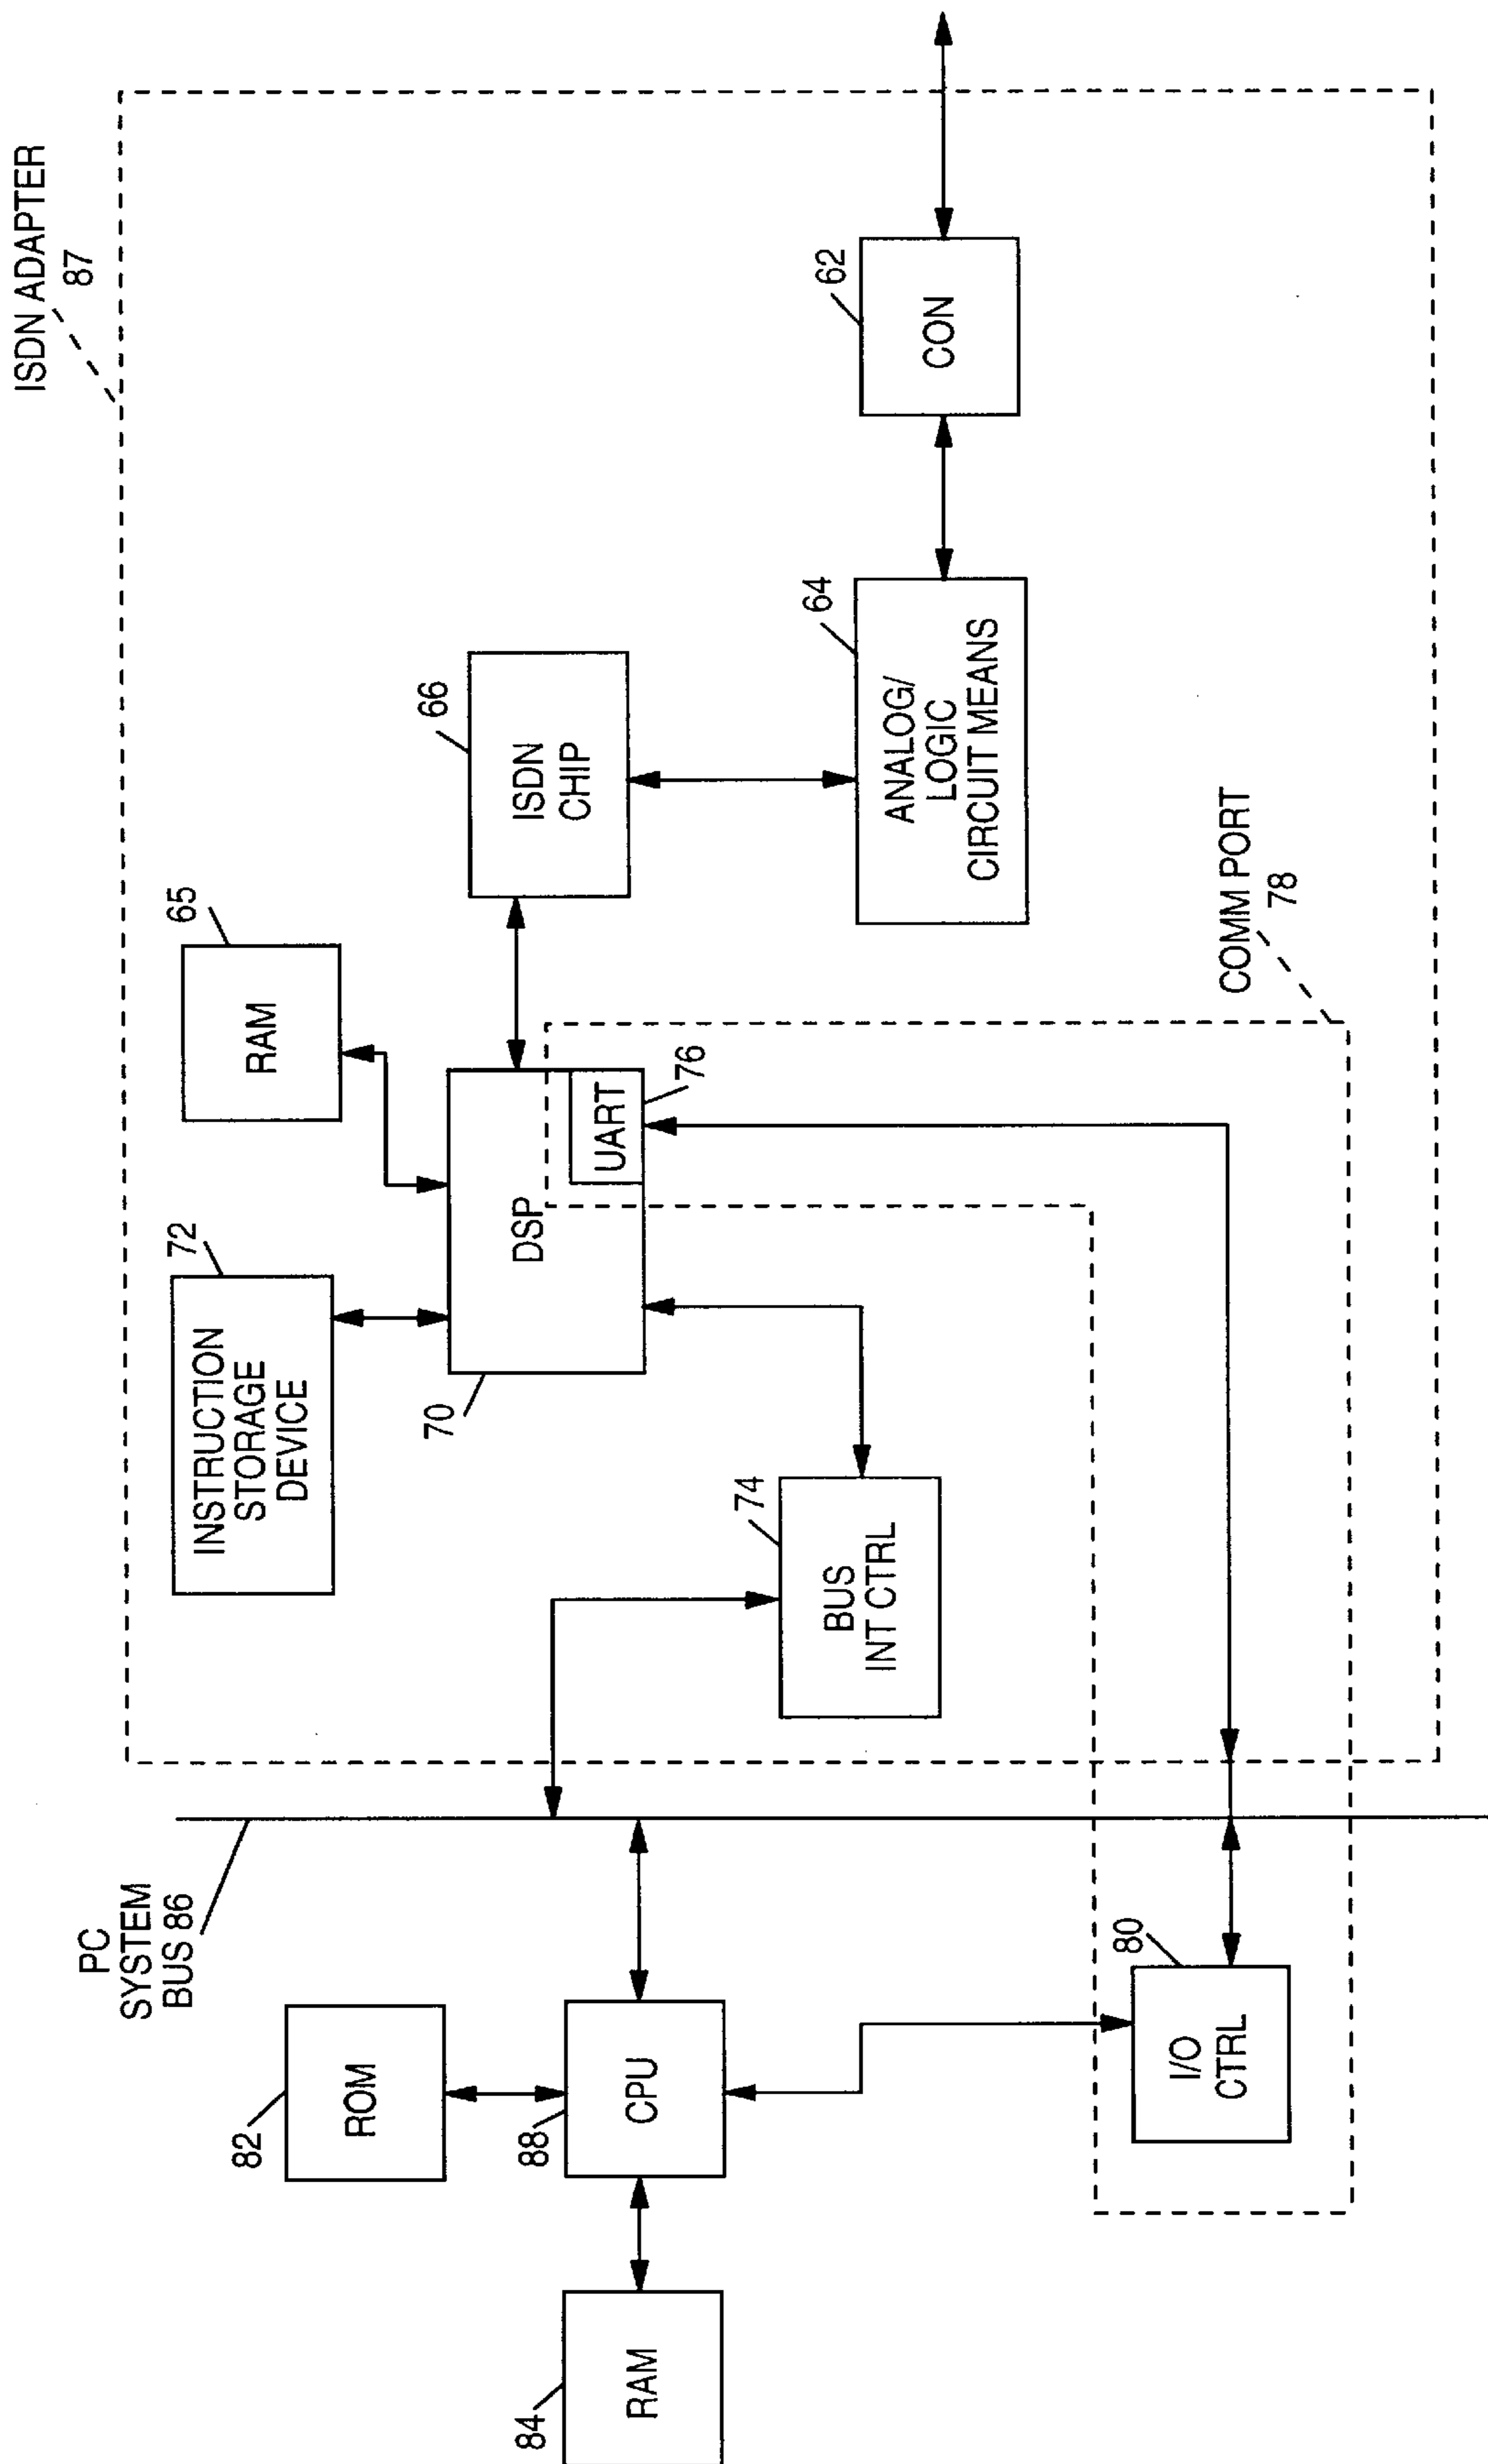 ISDN ADAPTER
87
PC
SYSTEM
BUS 86
82
ROM
84
RAM
88
CPU
80
I/O
CTRL
72
INSTRUCTION
STORAGE
DEVICE
65
RAM
70
DSP
UART
76
74
BUS
INT CTRL
66
ISDN
CHIP
64
ANALOG/
LOGIC
CIRCUIT MEANS
62
CON
COMM PORT
78